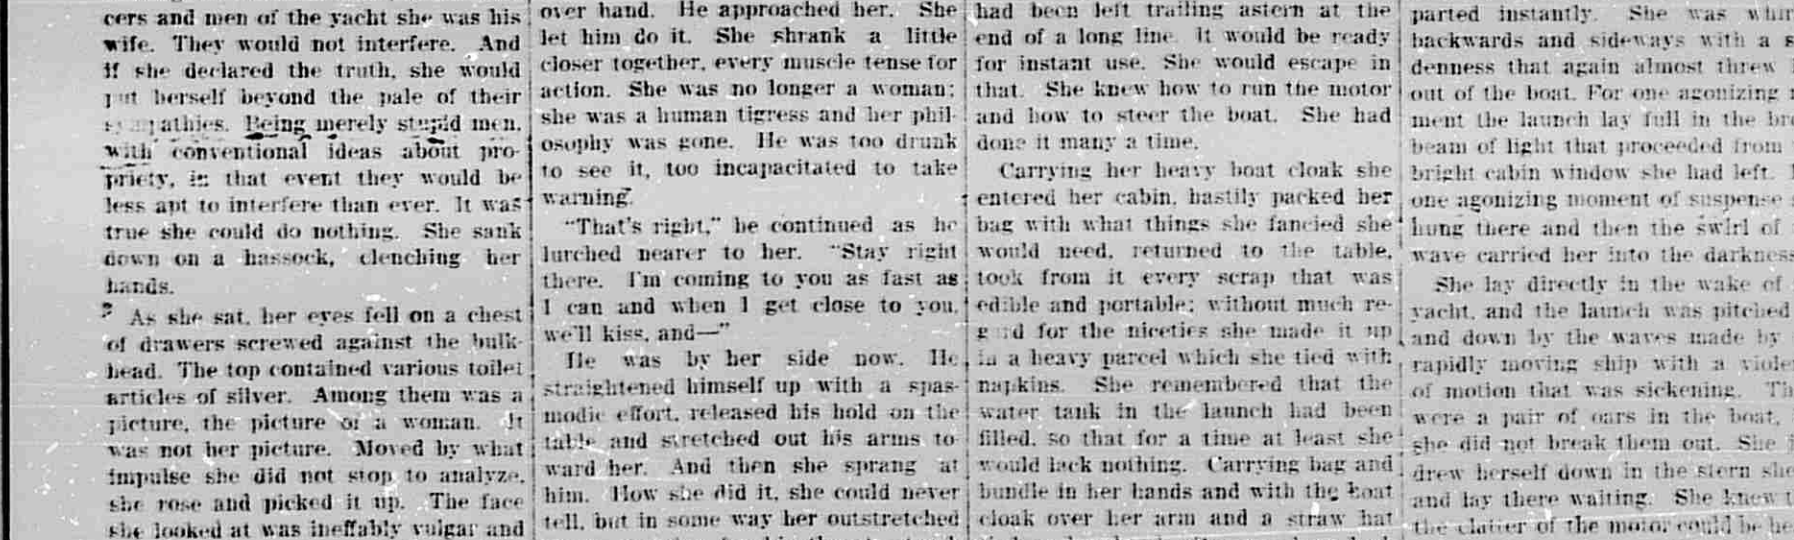 cers and men of the yacht she was his
wife. They would not interfere. And
if she declared the truth, she would
put herself beyond the pale of their
sympathies. Being merely stupid men,
with conventional ideas about pro-
priety, in that event they would be
less apt to interfere than ever. It was
true she could do nothing. She sank
down on a hassock, clenching her
hands.
As she sat, her eyes fell on a chest
of drawers screwed against the bulk-
head. The top contained various toilet
articles of silver. Among them was a
picture, the picture of a woman. It
was not her picture. Moved by what
impulse she did not stop to analyze,
she rose and picked it up. The face
she looked at was ineffably vulgar and
over hand. He approached her. She
let him do it. She shrank a little
closer together, every muscle tense for
action. She was no longer a woman;
she was a human tigress and her phil-
osophy was gone. He was too drunk
to see it, too incapacitated to take
warning.
"That's right," he continued as he
lurched nearer to her. "Stay right
there. I'm coming to you as fast as
I can and when I get close to you,
we'll kiss, and—"
He was by her side now. He
straightened himself up with a spas-
modic effort, released his hold on the
table and stretched out his arms to
ward her. And then she sprang at
him. How she did it, she could never
tell, but in some way her outstretched
had been left trailing astern at the
end of a long line. It would be ready
for instant use. She would escape in
that. She knew how to run the motor
and how to steer the boat. She had
done it many a time.
Carrying her heavy boat cloak she
entered her cabin, hastily packed her
bag with what things she fancied she
would need, returned to the table,
took from it every scrap that was
edible and portable; without much re-
gard for the niceties she made it up
in a heavy parcel which she tied with
napkins. She remembered that the
water tank in the launch had been
filled, so that for a time at least she
would lack nothing. Carrying bag and
bundle in her hands and with the boat
cloak over her arm and a straw hat
parted instantly. She was whir
backwards and sideways with a s
denness that again almost threw
out of the boat. For one agonizing
ment the launch lay full in the bro
beam of light that proceeded from
bright cabin window she had left.
one agonizing moment of suspense
hung there and then the swirl of
wave carried her into the darkness
She lay directly in the wake of
yacht, and the launch was pitched
and down by the waves made by
rapidly moving ship with a viole
of motion that was sickening. Th
were a pair of oars in the boat,
she did not break them out. She
drew herself down in the stern she
and lay there waiting. She knew t
the clatter of the motor could be he